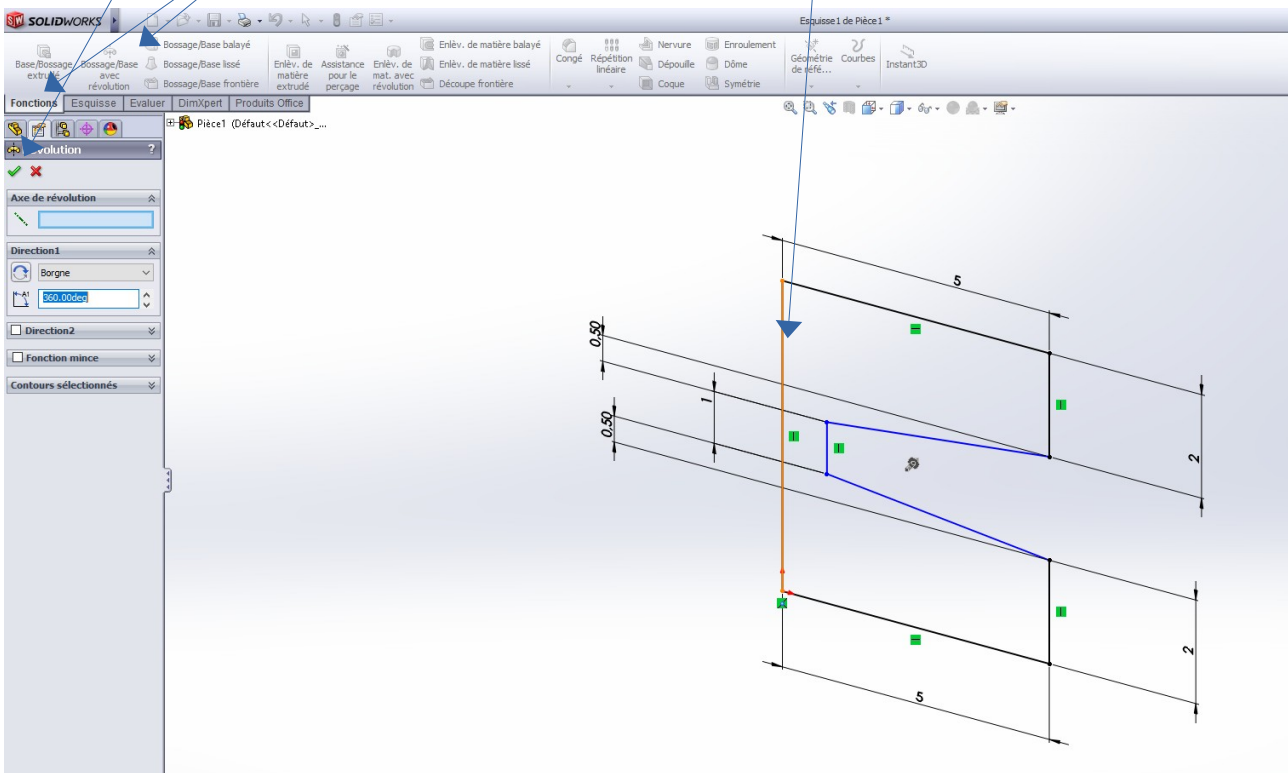 SOLIDWORKS
Esquisse1 de Pièce1 *
Base/Bossage extrudé
Bossage/Base avec révolution
Bossage/Base balayé
Bossage/Base lissé
Bossage/Base frontière
Enlèv. de matière extrudé
Assistance pour le perçage
Enlèv. de mat. avec révolution
Enlèv. de matière balayé
Enlèv. de matière lissé
Découpe frontière
Congé
Répétition linéaire
Nervure
Dépouille
Coque
Enroulement
Dôme
Symétrie
Géométrie de réfé...
Courbes
Instant3D
Fonctions Esquisse Evaluer DimXpert Produits Office
Pièce1 (Défaut<<Défaut>_...
Révolution ?
Axe de révolution
Direction1
Borgne
360.00deg
Direction2
Fonction mince
Contours sélectionnés
5
0,50
1
0,50
2
2
5